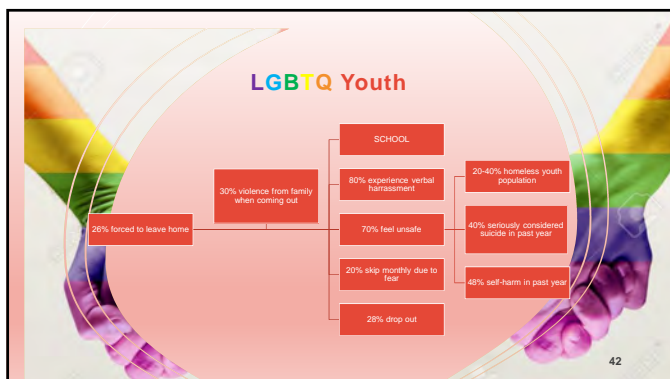 LGBTQ Youth
26% forced to leave home
30% violence from family
when coming out
SCHOOL
80% experience verbal
harrassment
70% feel unsafe
20% skip monthly due to
fear
28% drop out
20-40% homeless youth
population
40% seriously considered
suicide in past year
48% self-harm in past year
42